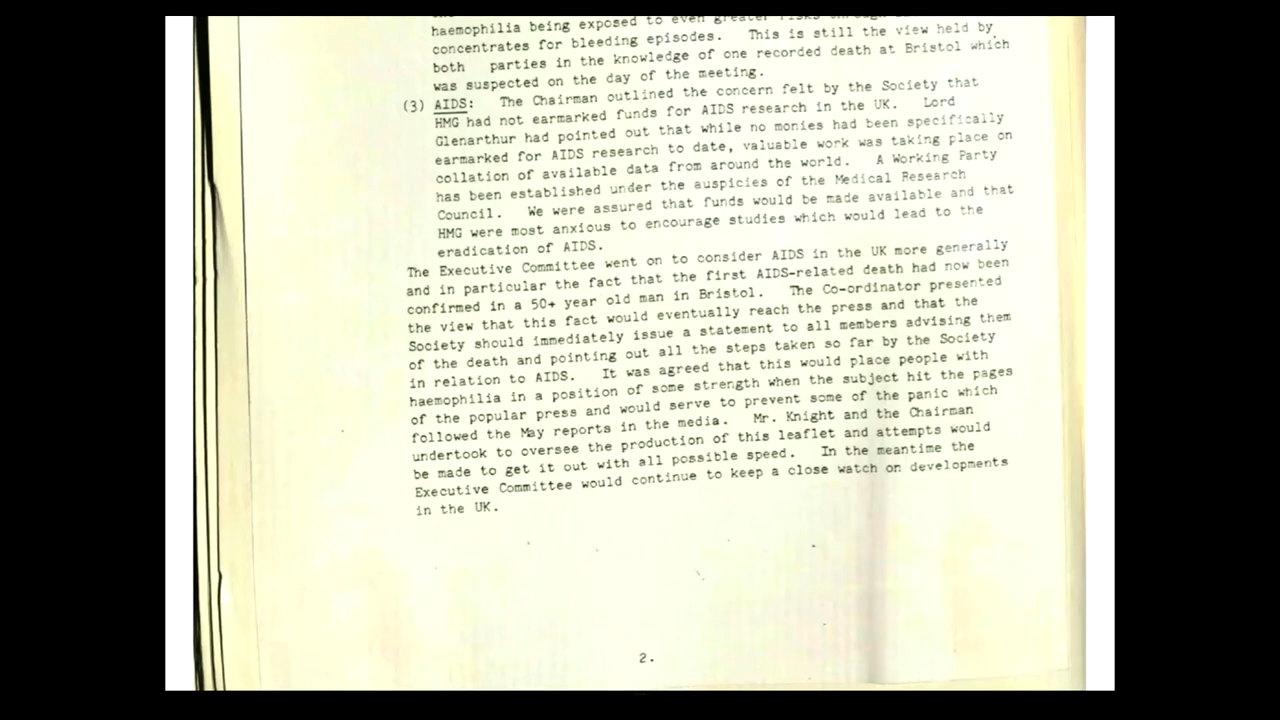 haemophilia being exposed to even greater risks through
concentrates for bleeding episodes. This is still the view held by
both parties in the knowledge of one recorded death at Bristol which
was suspected on the day of the meeting.
(3) AIDS: The Chairman outlined the concern felt by the Society that
HMG had not earmarked funds for AIDS research in the UK. Lord
Glenarthur had pointed out that while no monies had been specifically
earmarked for AIDS research to date, valuable work was taking place on
collation of available data from around the world. A Working Party
has been established under the auspicies of the Medical Research
Council. We were assured that funds would be made available and that
HMG were most anxious to encourage studies which would lead to the
eradication of AIDS.
The Executive Committee went on to consider AIDS in the UK more generally
and in particular the fact that the first AIDS-related death had now been
confirmed in a 50+ year old man in Bristol. The Co-ordinator presented
the view that this fact would eventually reach the press and that the
Society should immediately issue a statement to all members advising them
of the death and pointing out all the steps taken so far by the Society
in relation to AIDS. It was agreed that this would place people with
haemophilia in a position of some strength when the subject hit the pages
of the popular press and would serve to prevent some of the panic which
followed the May reports in the media. Mr. Knight and the Chairman
undertook to oversee the production of this leaflet and attempts would
be made to get it out with all possible speed. In the meantime the
Executive Committee would continue to keep a close watch on developments
in the UK.
2.